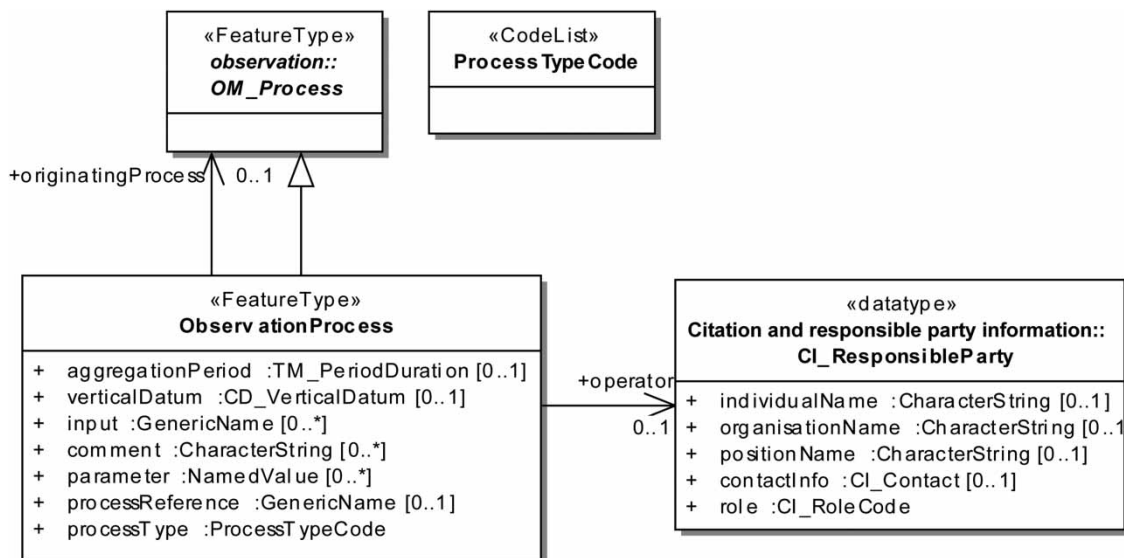 «FeatureType»
observation::
OM_Process
«CodeList»
ProcessTypeCode
+originatingProcess
0..1
«FeatureType»
ObservationProcess
+ aggregationPeriod :TM_PeriodDuration [0..1]
+ verticalDatum :CD_VerticalDatum [0..1]
+ input :GenericName [0..*]
+ comment :CharacterString [0..*]
+ parameter :NamedValue [0..*]
+ processReference :GenericName [0..1]
+ processType :ProcessTypeCode
+operator
0..1
«datatype»
Citation and responsible party information::
CI_ResponsibleParty
+ individualName :CharacterString [0..1]
+ organisationName :CharacterString [0..1
+ positionName :CharacterString [0..1]
+ contactInfo :CI_Contact [0..1]
+ role :CI_RoleCode